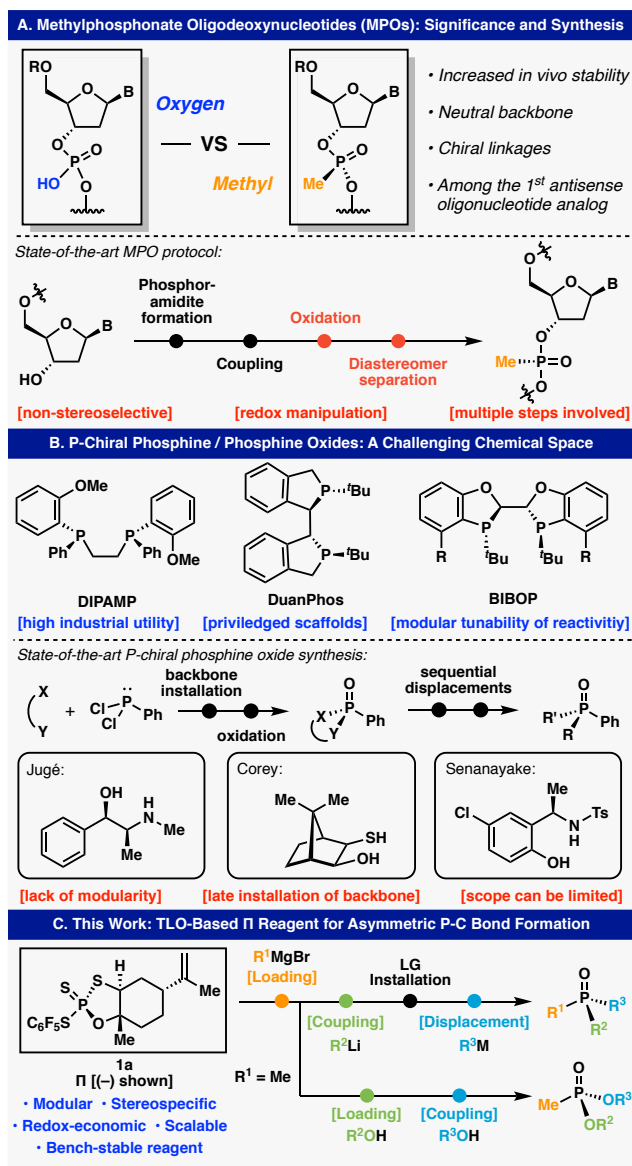 A. Methylphosphonate Oligodeoxynucleotides (MPOs): Significance and Synthesis
RO
O
B
Oxygen
O
P
O
HO
O
VS
RO
O
B
Methyl
O
P
O
Me
O
• Increased in vivo stability
• Neutral backbone
• Chiral linkages
• Among the 1st antisense
oligonucleotide analog
State-of-the-art MPO protocol:
O
O
B
HO
Phosphor-
amidite
formation
Coupling
Oxidation
Diastereomer
separation
O
O
B
O
Me
P
O
O
[non-stereoselective]
[redox manipulation]
[multiple steps involved]
B. P-Chiral Phosphine / Phosphine Oxides: A Challenging Chemical Space
OMe
P
Ph
P
Ph
OMe
P
tBu
P
tBu
O
O
P
P
R
tBu
tBu
R
DIPAMP
DuanPhos
BIBOP
[high industrial utility]
[priviledged scaffolds]
[modular tunability of reactivitiy]
State-of-the-art P-chiral phosphine oxide synthesis:
X
Y
+
Cl
P
Ph
Cl
backbone
installation
oxidation
O
X
P
Ph
Y
sequential
displacements
O
R'
P
Ph
R
Jugé:
OH
H
N
Me
Me
Corey:
Me
Me
SH
OH
Senanayake:
Me
Cl
N
H
Ts
OH
[lack of modularity]
[late installation of backbone]
[scope can be limited]
C. This Work: TLO-Based Π Reagent for Asymmetric P-C Bond Formation
H
S
S
P
C6F5S
O
Me
Me
1a
Π [(–) shown]
• Modular • Stereospecific
• Redox-economic • Scalable
• Bench-stable reagent
R1MgBr
[Loading]
[Coupling]
R2Li
LG
Installation
[Displacement]
R3M
O
R1
P
R3
R2
R1 = Me
[Loading]
R2OH
[Coupling]
R3OH
O
Me
P
OR3
OR2